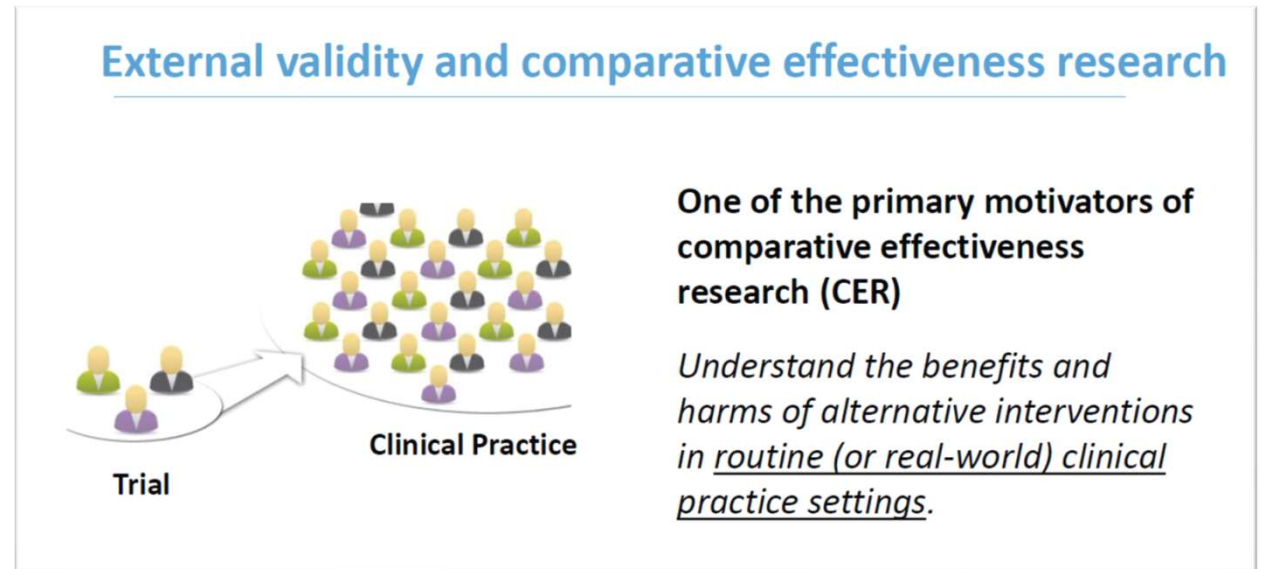 External validity and comparative effectiveness research
One of the primary motivators of
comparative effectiveness
research (CER)
Understand the benefits and
harms of alternative interventions
in routine (or real-world) clinical
practice settings.
Clinical Practice
Trial